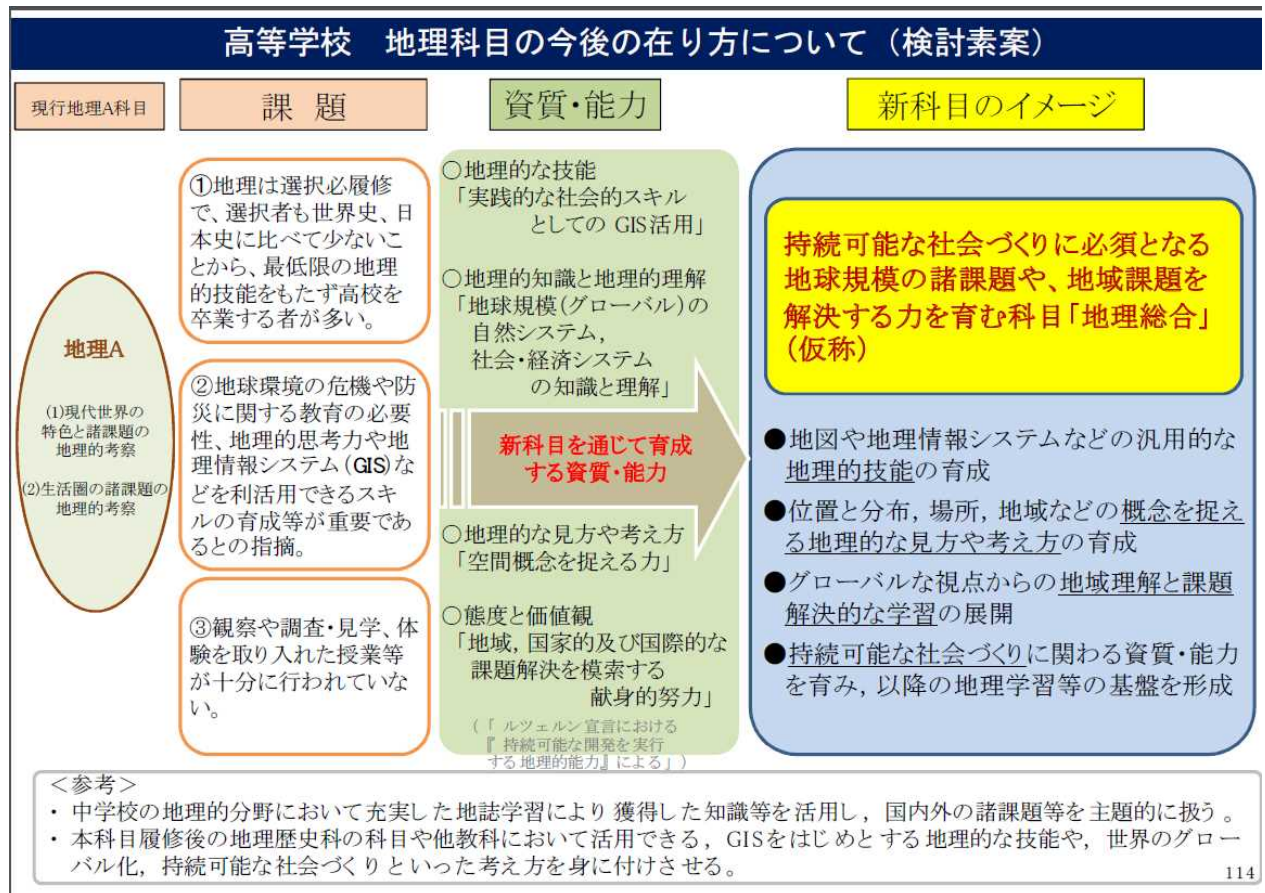 高等学校　地理科目の今後の在り方について（検討素案）
現行地理A科目
課 題
資質・能力
新科目のイメージ
地理A
(1)現代世界の
特色と諸課題の
地理的考察
(2)生活圏の諸課題の
地理的考察
①地理は選択必履修
で、選択者も世界史、日
本史に比べて少ないこ
とから、最低限の地理
的技能をもたず高校を
卒業する者が多い。
②地球環境の危機や防
災に関する教育の必要
性、地理的思考力や地
理情報システム(GIS)な
どを利活用できるスキ
ルの育成等が重要であ
るとの指摘。
③観察や調査・見学、体
験を取り入れた授業等
が十分に行われていな
い。
○地理的な技能
「実践的な社会的スキル
としての GIS活用」
○地理的知識と地理的理解
「地球規模(グローバル)の
自然システム，
社会・経済システム
の知識と理解」
新科目を通じて育成
する資質・能力
○地理的な見方や考え方
「空間概念を捉える力」
○態度と価値観
「地域，国家的及び国際的な
課題解決を模索する
献身的努力」
(「 ルツェルン宣言における
『 持続可能な開発を実行
する地理的能力』による」)
持続可能な社会づくりに必須となる
地球規模の諸課題や、地域課題を
解決する力を育む科目「地理総合」
（仮称）
●地図や地理情報システムなどの汎用的な
地理的技能の育成
●位置と分布，場所，地域などの概念を捉え
る地理的な見方や考え方の育成
●グローバルな視点からの地域理解と課題
解決的な学習の展開
●持続可能な社会づくりに関わる資質・能力
を育み，以降の地理学習等の基盤を形成
＜参考＞
・ 中学校の地理的分野において充実した地誌学習により獲得した知識等を活用し，国内外の諸課題等を主題的に扱う。
・ 本科目履修後の地理歴史科の科目や他教科において活用できる，GISをはじめとする地理的な技能や，世界のグロー
バル化，持続可能な社会づくりといった考え方を身に付けさせる。
114